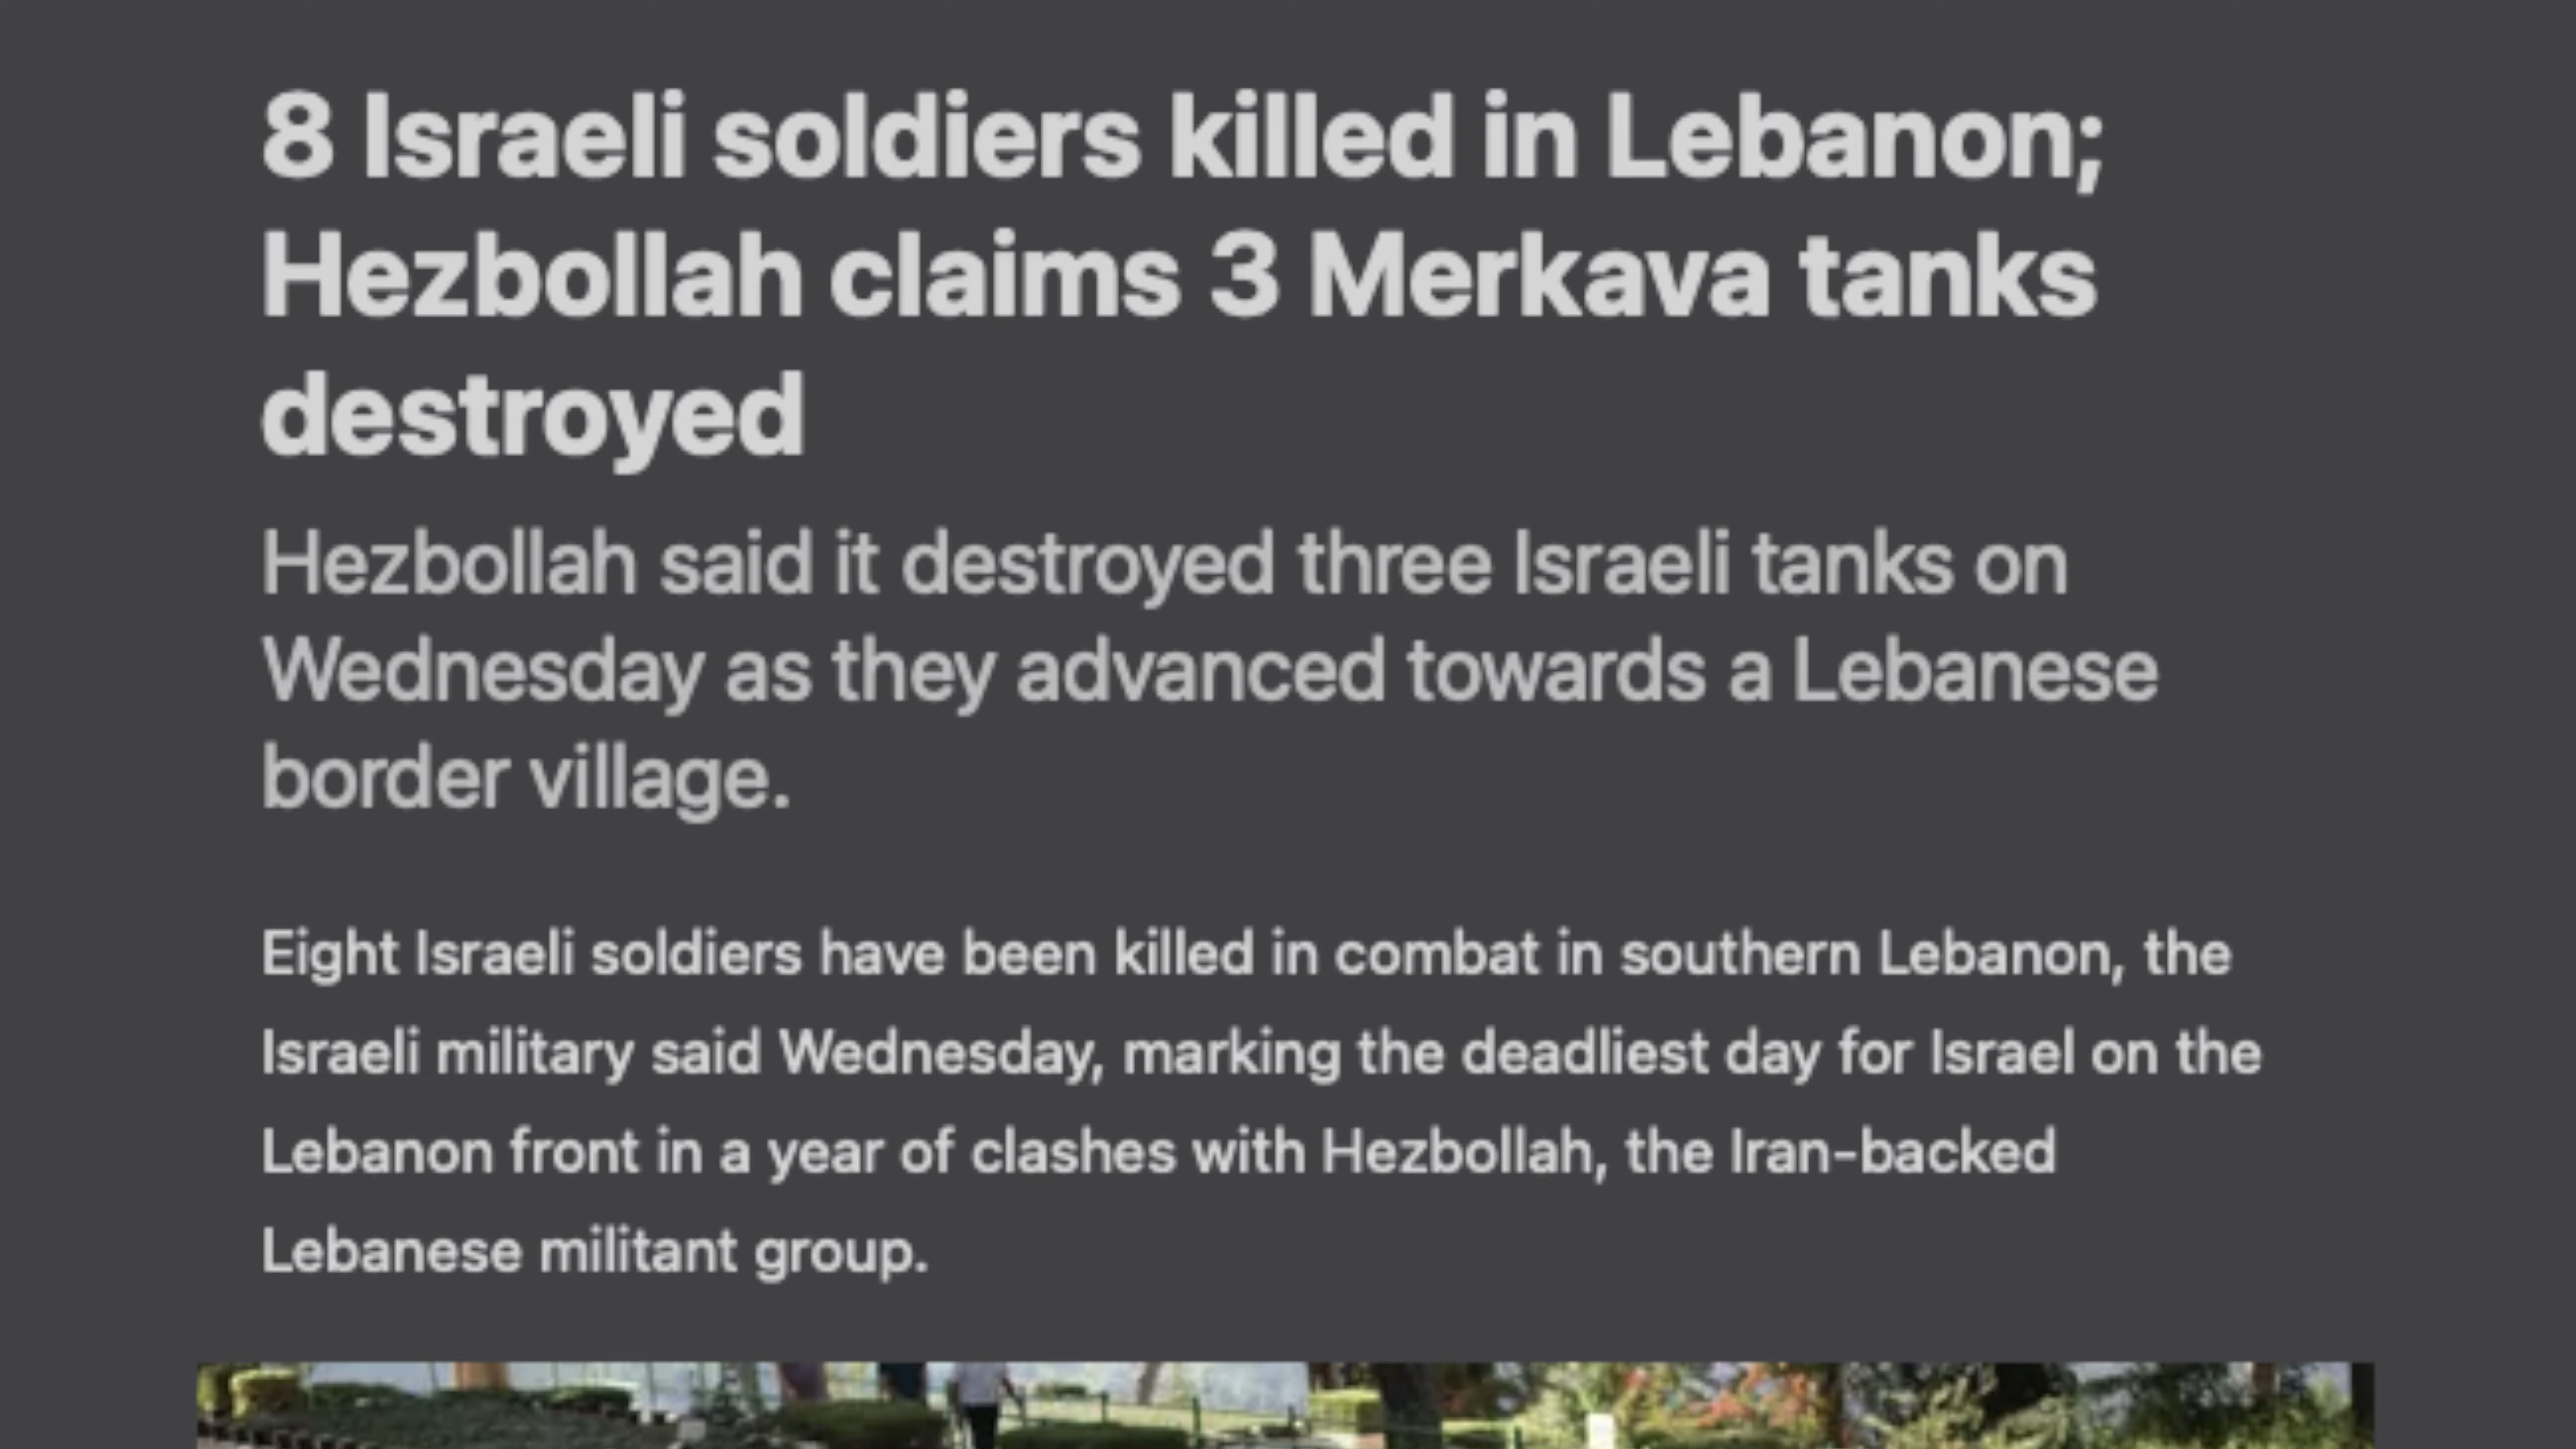 8 Israeli soldiers killed in Lebanon;
Hezbollah claims 3 Merkava tanks
destroyed
Hezbollah said it destroyed three Israeli tanks on
Wednesday as they advanced towards a Lebanese
border village.
Eight Israeli soldiers have been killed in combat in southern Lebanon, the
Israeli military said Wednesday, marking the deadliest day for Israel on the
Lebanon front in a year of clashes with Hezbollah, the Iran-backed
Lebanese militant group.